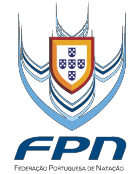 FPN
FEDERAÇÃO PORTUGUESA DE NATAÇÃO